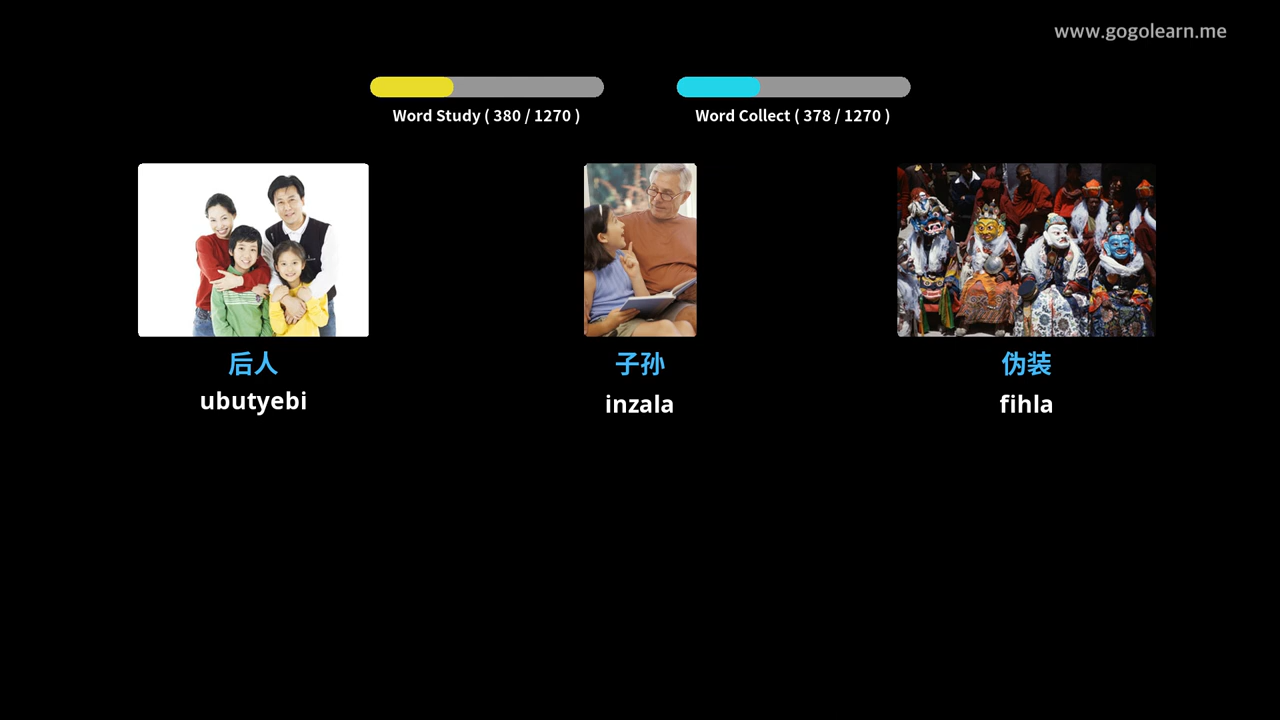 www.gogolearn.me
Word Study ( 380 / 1270 )
Word Collect ( 378 / 1270 )
后人
ubutyebi
子孙
inzala
伪装
fihla